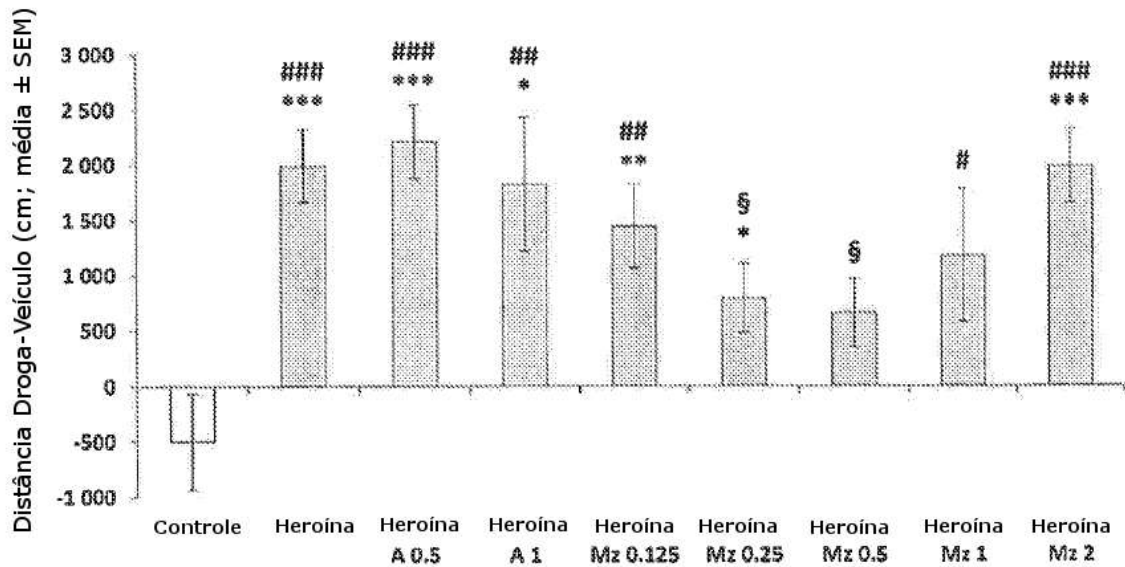 Distância Droga-Veículo (cm; média ± SEM)
3 000
2 500
2 000
1 500
1 000
500
0
-500
-1 000
###
***
###
***
##
*
##
**
§
*
§
#
###
***
Controle
Heroína
Heroína
A 0.5
Heroína
A 1
Heroína
Mz 0.125
Heroína
Mz 0.25
Heroína
Mz 0.5
Heroína
Mz 1
Heroína
Mz 2